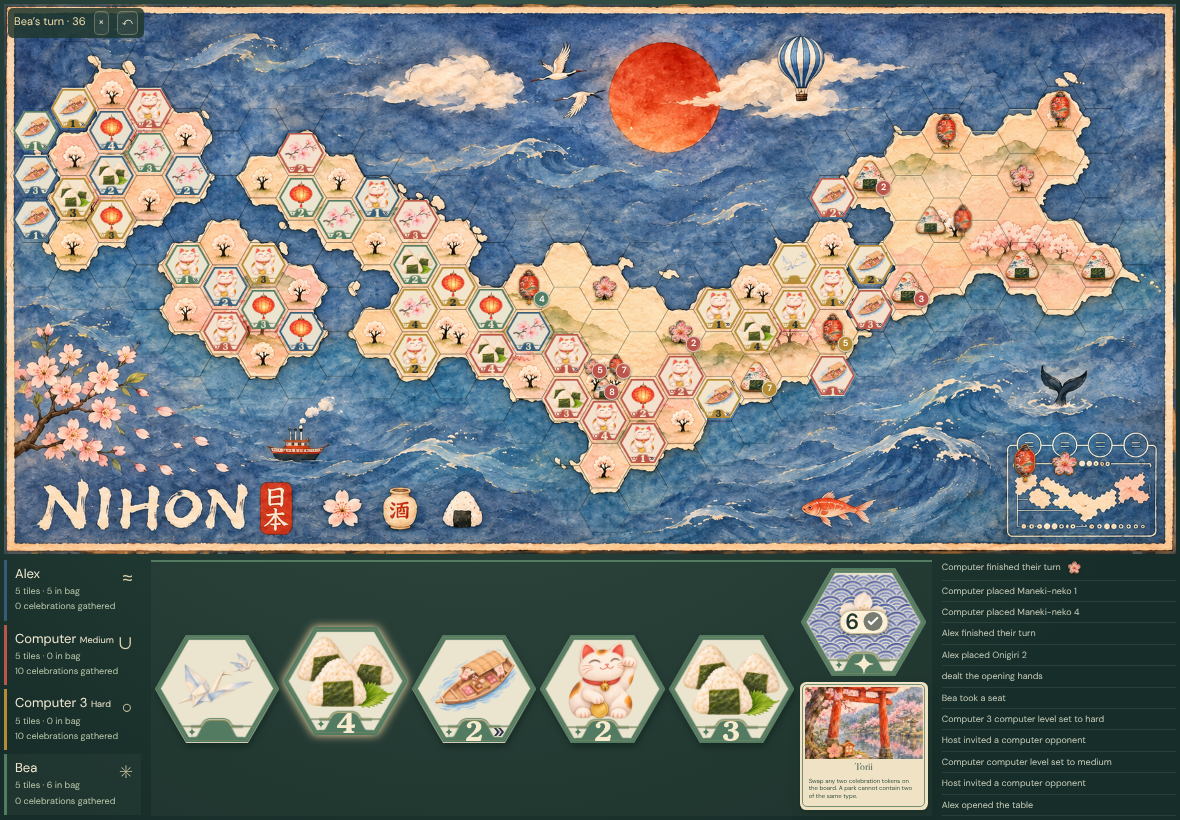 Bea's turn · 36
NIHON
日本
酒
Alex
5 tiles · 5 in bag
0 celebrations gathered
Computer Medium
5 tiles · 0 in bag
10 celebrations gathered
Computer 3 Hard
5 tiles · 0 in bag
10 celebrations gathered
Bea
5 tiles · 6 in bag
0 celebrations gathered
4
2
2
3
6
Torii
Swap any two celebration tokens on
the board. A park cannot contain two
of the same type.
Computer finished their turn
Computer placed Maneki-neko 1
Computer placed Maneki-neko 4
Alex finished their turn
Alex placed Onigiri 2
dealt the opening hands
Bea took a seat
Computer 3 computer level set to hard
Host invited a computer opponent
Computer computer level set to medium
Host invited a computer opponent
Alex opened the table